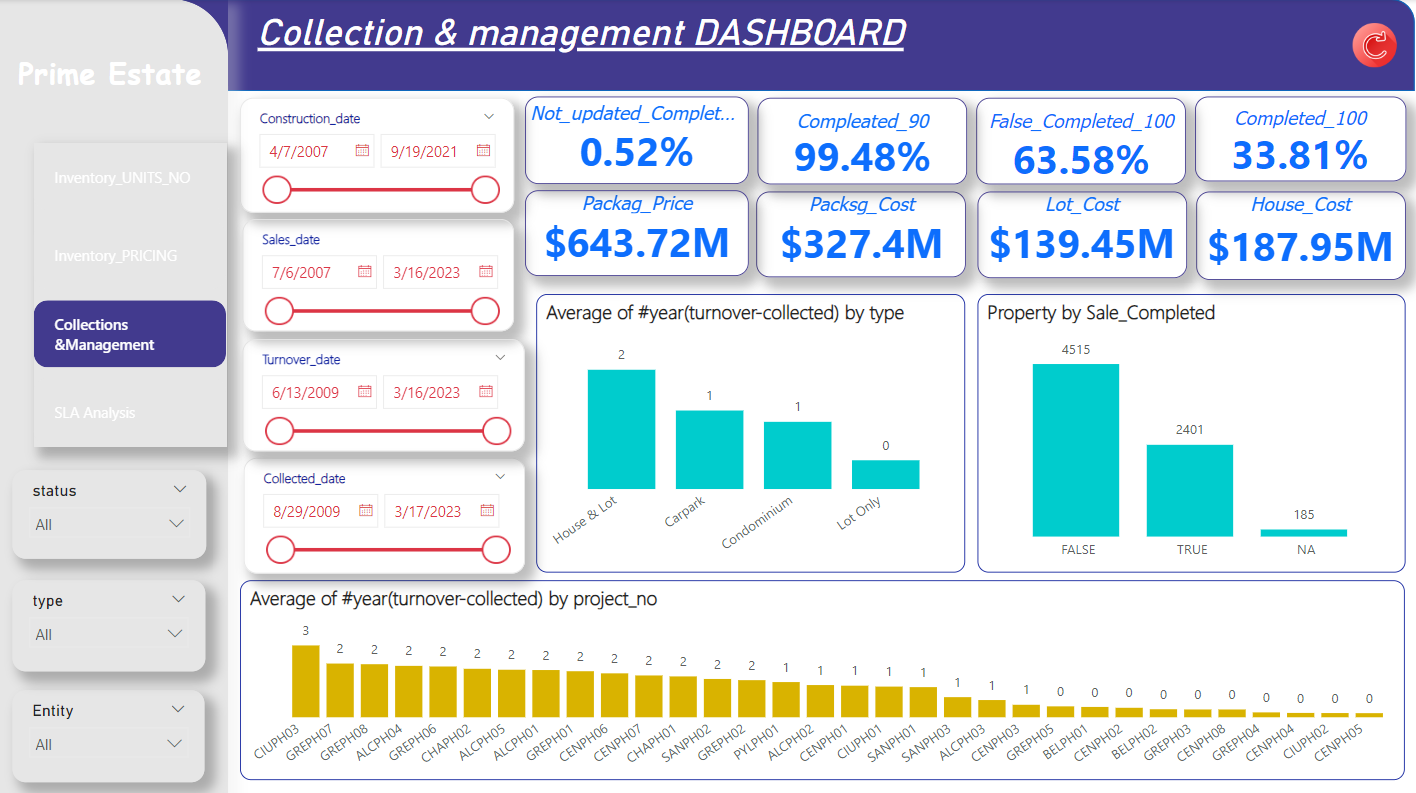 Collection & management DASHBOARD
Prime Estate
Inventory_UNITS_NO
Inventory_PRICING
Collections
&Management
SLA Analysis
status
All
type
All
Entity
All
Construction_date
4/7/2007 9/19/2021
Sales_date
7/6/2007 3/16/2023
Turnover_date
6/13/2009 3/16/2023
Collected_date
8/29/2009 3/17/2023
Not_updated_Complet...
0.52%
Compleated_90
99.48%
False_Completed_100
63.58%
Completed_100
33.81%
Packag_Price
$643.72M
Packsg_Cost
$327.4M
Lot_Cost
$139.45M
House_Cost
$187.95M
Average of #year(turnover-collected) by type
2 1 1 0
House & Lot Carpark Condominium Lot Only
Property by Sale_Completed
4515 2401 185
FALSE TRUE NA
Average of #year(turnover-collected) by project_no
3 2 2 2 2 2 2 2 2 2 2 2 2 2 1 1 1 1 1 1 1 1 0 0 0 0 0 0 0 0 0 0
CIUPH03 GREPH07 GREPH08 ALCPH04 GREPH06 CHAPH02 ALCPH05 ALCPH01 GREPH01 CENPH06 CENPH07 CHAPH01 SANPH02 GREPH02 PYLPH01 ALCPH02 CENPH01 CIUPH01 SANPH01 SANPH03 ALCPH03 CENPH03 GREPH05 BELPH01 CENPH02 BELPH02 GREPH03 CENPH08 GREPH04 CENPH04 CIUPH02 CENPH05